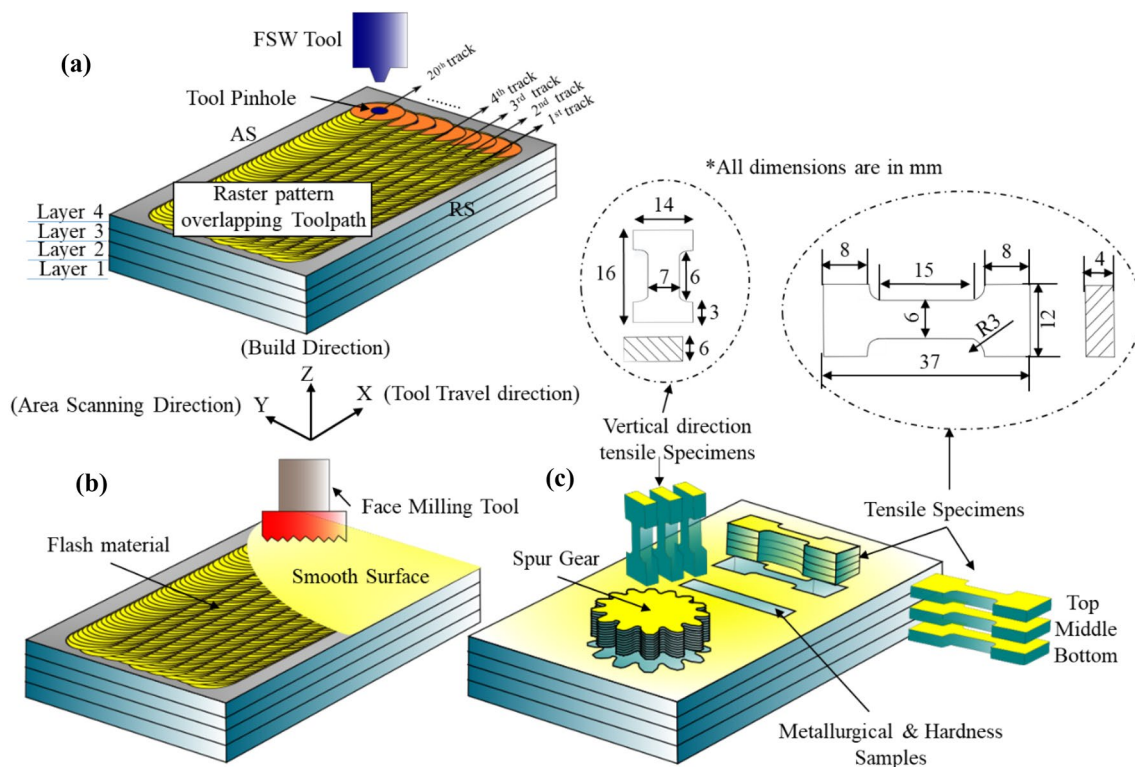 (a)
FSW Tool
Tool Pinhole
20th track
......
4th track
3rd track
2nd track
1st track
AS
RS
Raster pattern
overlapping Toolpath
Layer 4
Layer 3
Layer 2
Layer 1
(Build Direction)
Z
(Area Scanning Direction) Y
X (Tool Travel direction)
*All dimensions are in mm
14
16
7
6
3
6
8
15
8
4
6
R3
12
37
Vertical direction
tensile Specimens
(b)
Face Milling Tool
Flash material
Smooth Surface
(c)
Tensile Specimens
Spur Gear
Top
Middle
Bottom
Metallurgical & Hardness
Samples